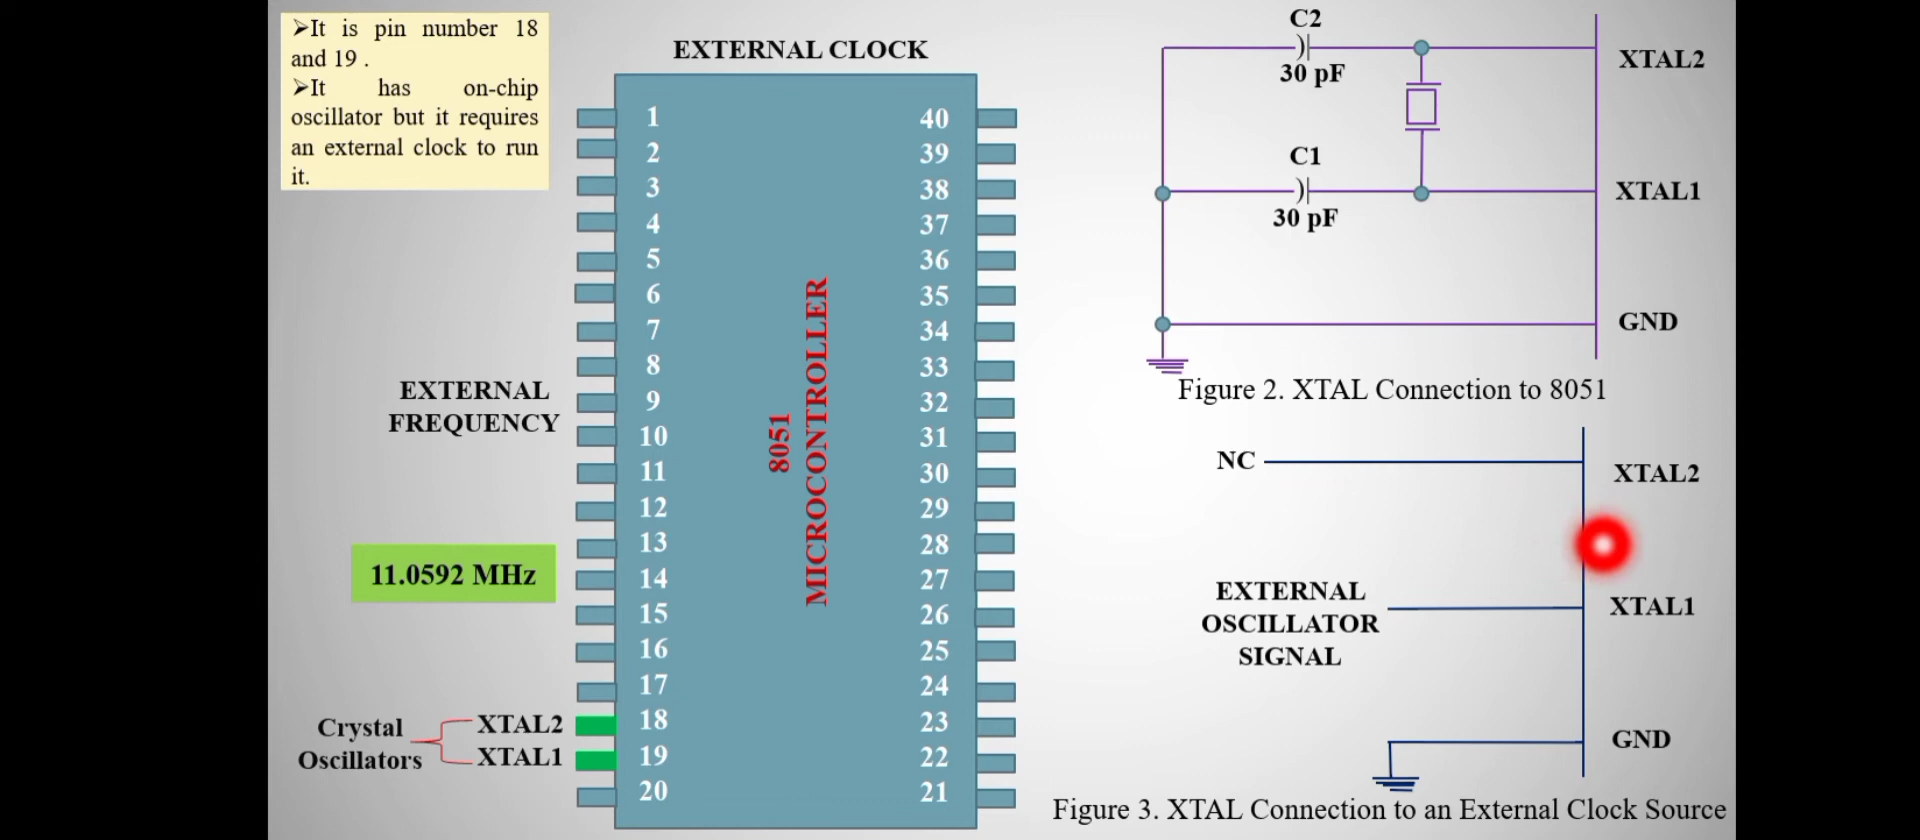 ➢It is pin number 18
and 19 .
➢It has on-chip
oscillator but it requires
an external clock to run
it.
EXTERNAL CLOCK
1 40
2 39
3 38
4 37
5 36
6 35
7 34
8 33
9 32
10 31
11 30
12 29
13 28
14 27
15 26
16 25
17 24
18 23
19 22
20 21
8051
MICROCONTROLLER
EXTERNAL
FREQUENCY
11.0592 MHz
Crystal
Oscillators
XTAL2
XTAL1
C2
30 pF
XTAL2
C1
30 pF
XTAL1
GND
Figure 2. XTAL Connection to 8051
NC
XTAL2
EXTERNAL
OSCILLATOR
SIGNAL
XTAL1
GND
Figure 3. XTAL Connection to an External Clock Source